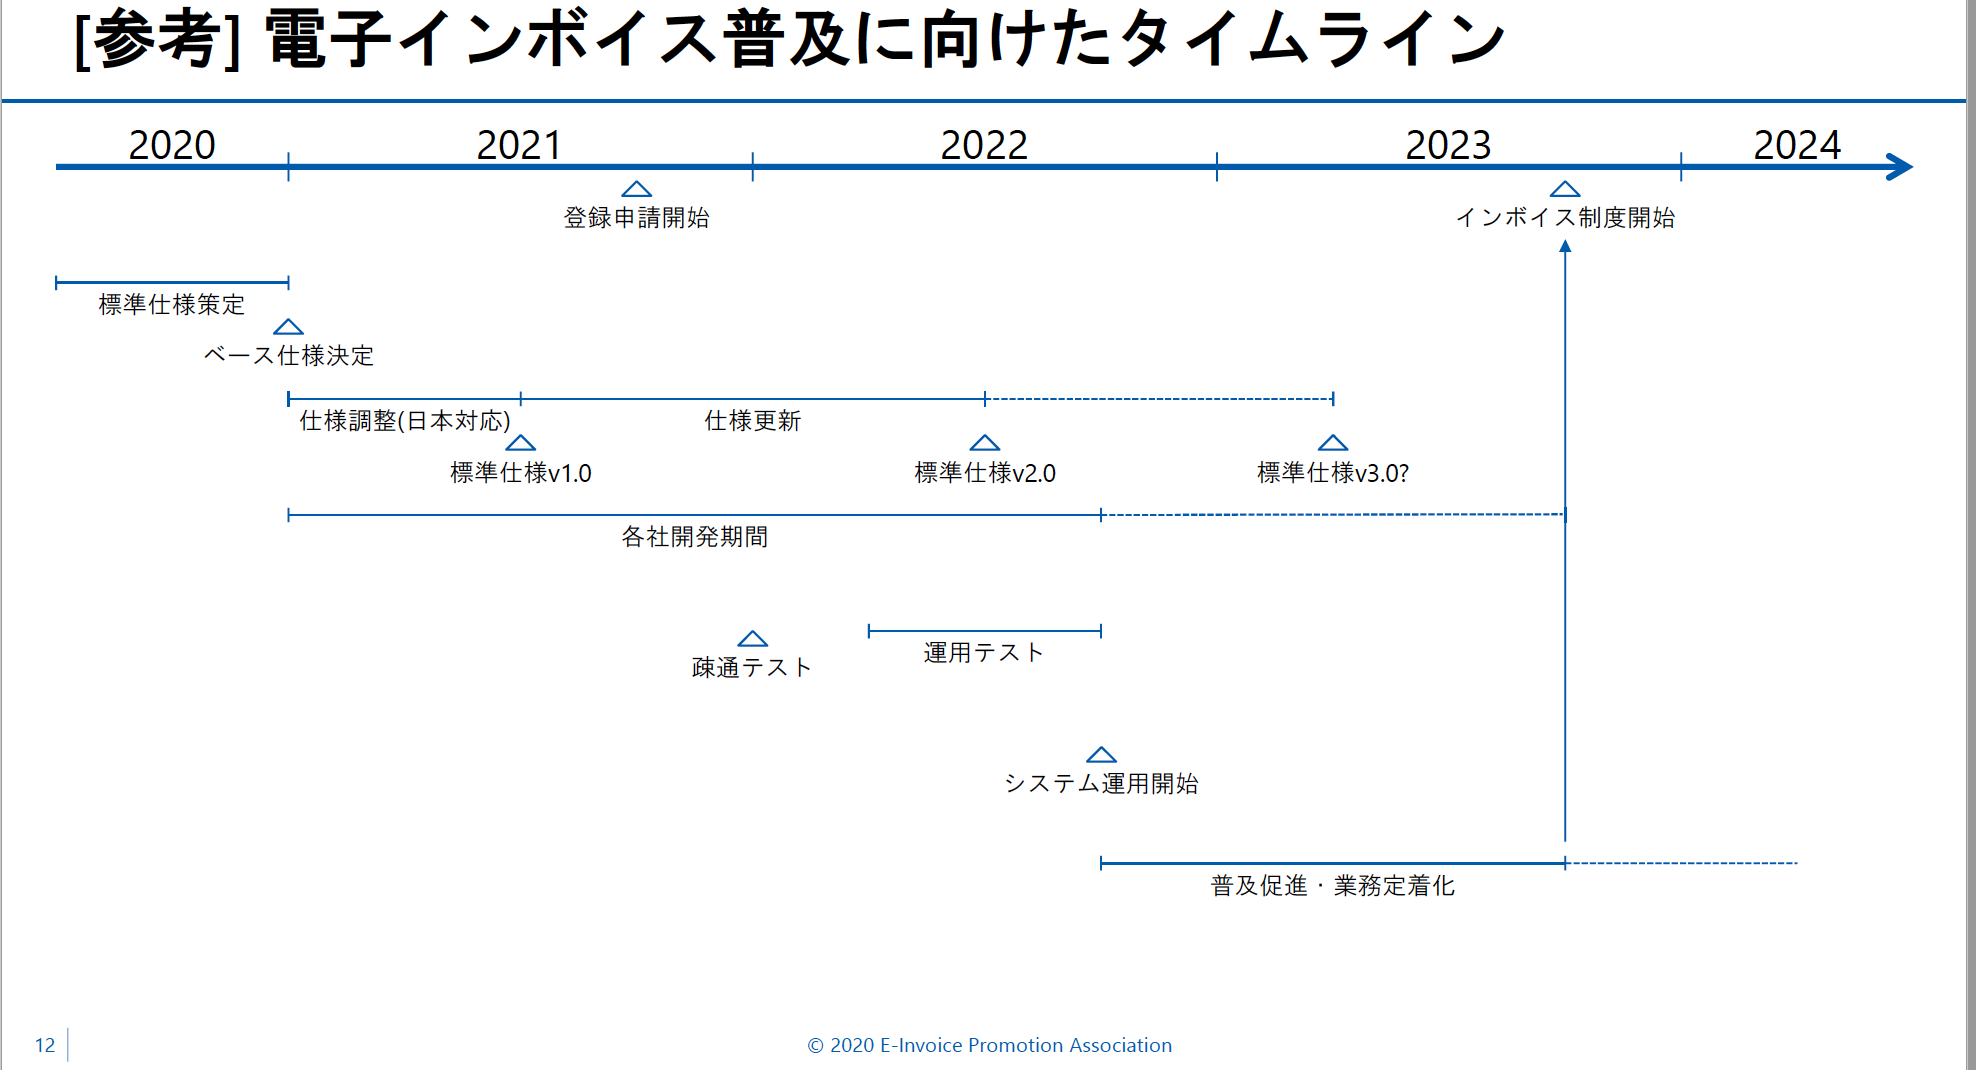 [参考] 電子インボイス普及に向けたタイムライン
2020 2021 2022 2023 2024
登録申請開始 インボイス制度開始
標準仕様策定
ベース仕様決定
仕様調整(日本対応) 仕様更新
標準仕様v1.0 標準仕様v2.0 標準仕様v3.0?
各社開発期間
運用テスト
疎通テスト
システム運用開始
普及促進・業務定着化
12 © 2020 E-Invoice Promotion Association